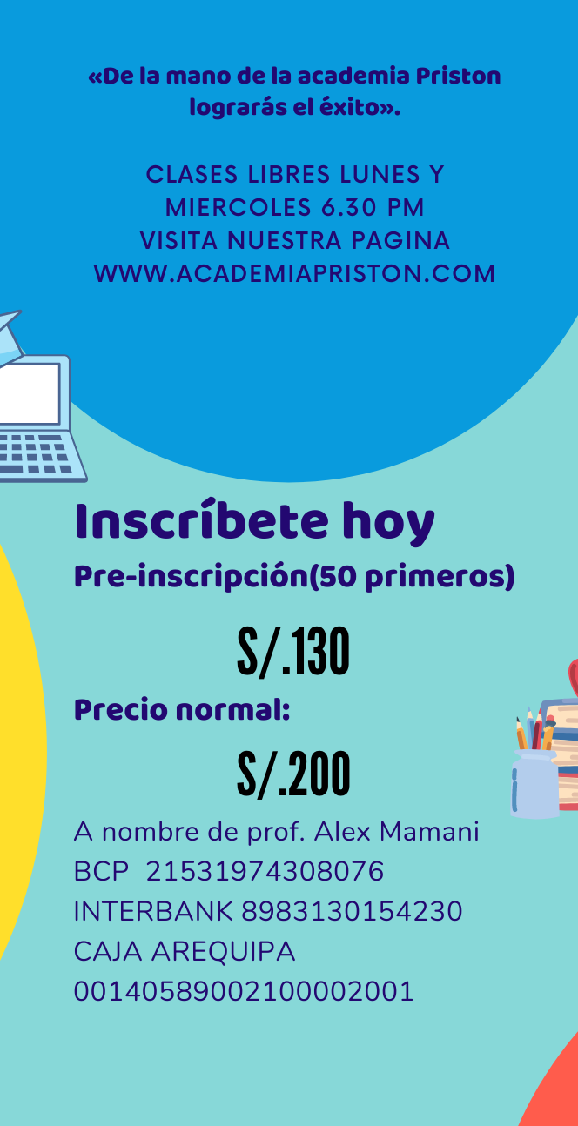 «De la mano de la academia Priston
lograrás el éxito».
CLASES LIBRES LUNES Y
MIERCOLES 6.30 PM
VISITA NUESTRA PAGINA
WWW.ACADEMIAPRISTON.COM
Inscríbete hoy
Pre-inscripción(50 primeros)
S/.130
Precio normal:
S/.200
A nombre de prof. Alex Mamani
BCP 21531974308076
INTERBANK 8983130154230
CAJA AREQUIPA
00140589002100002001